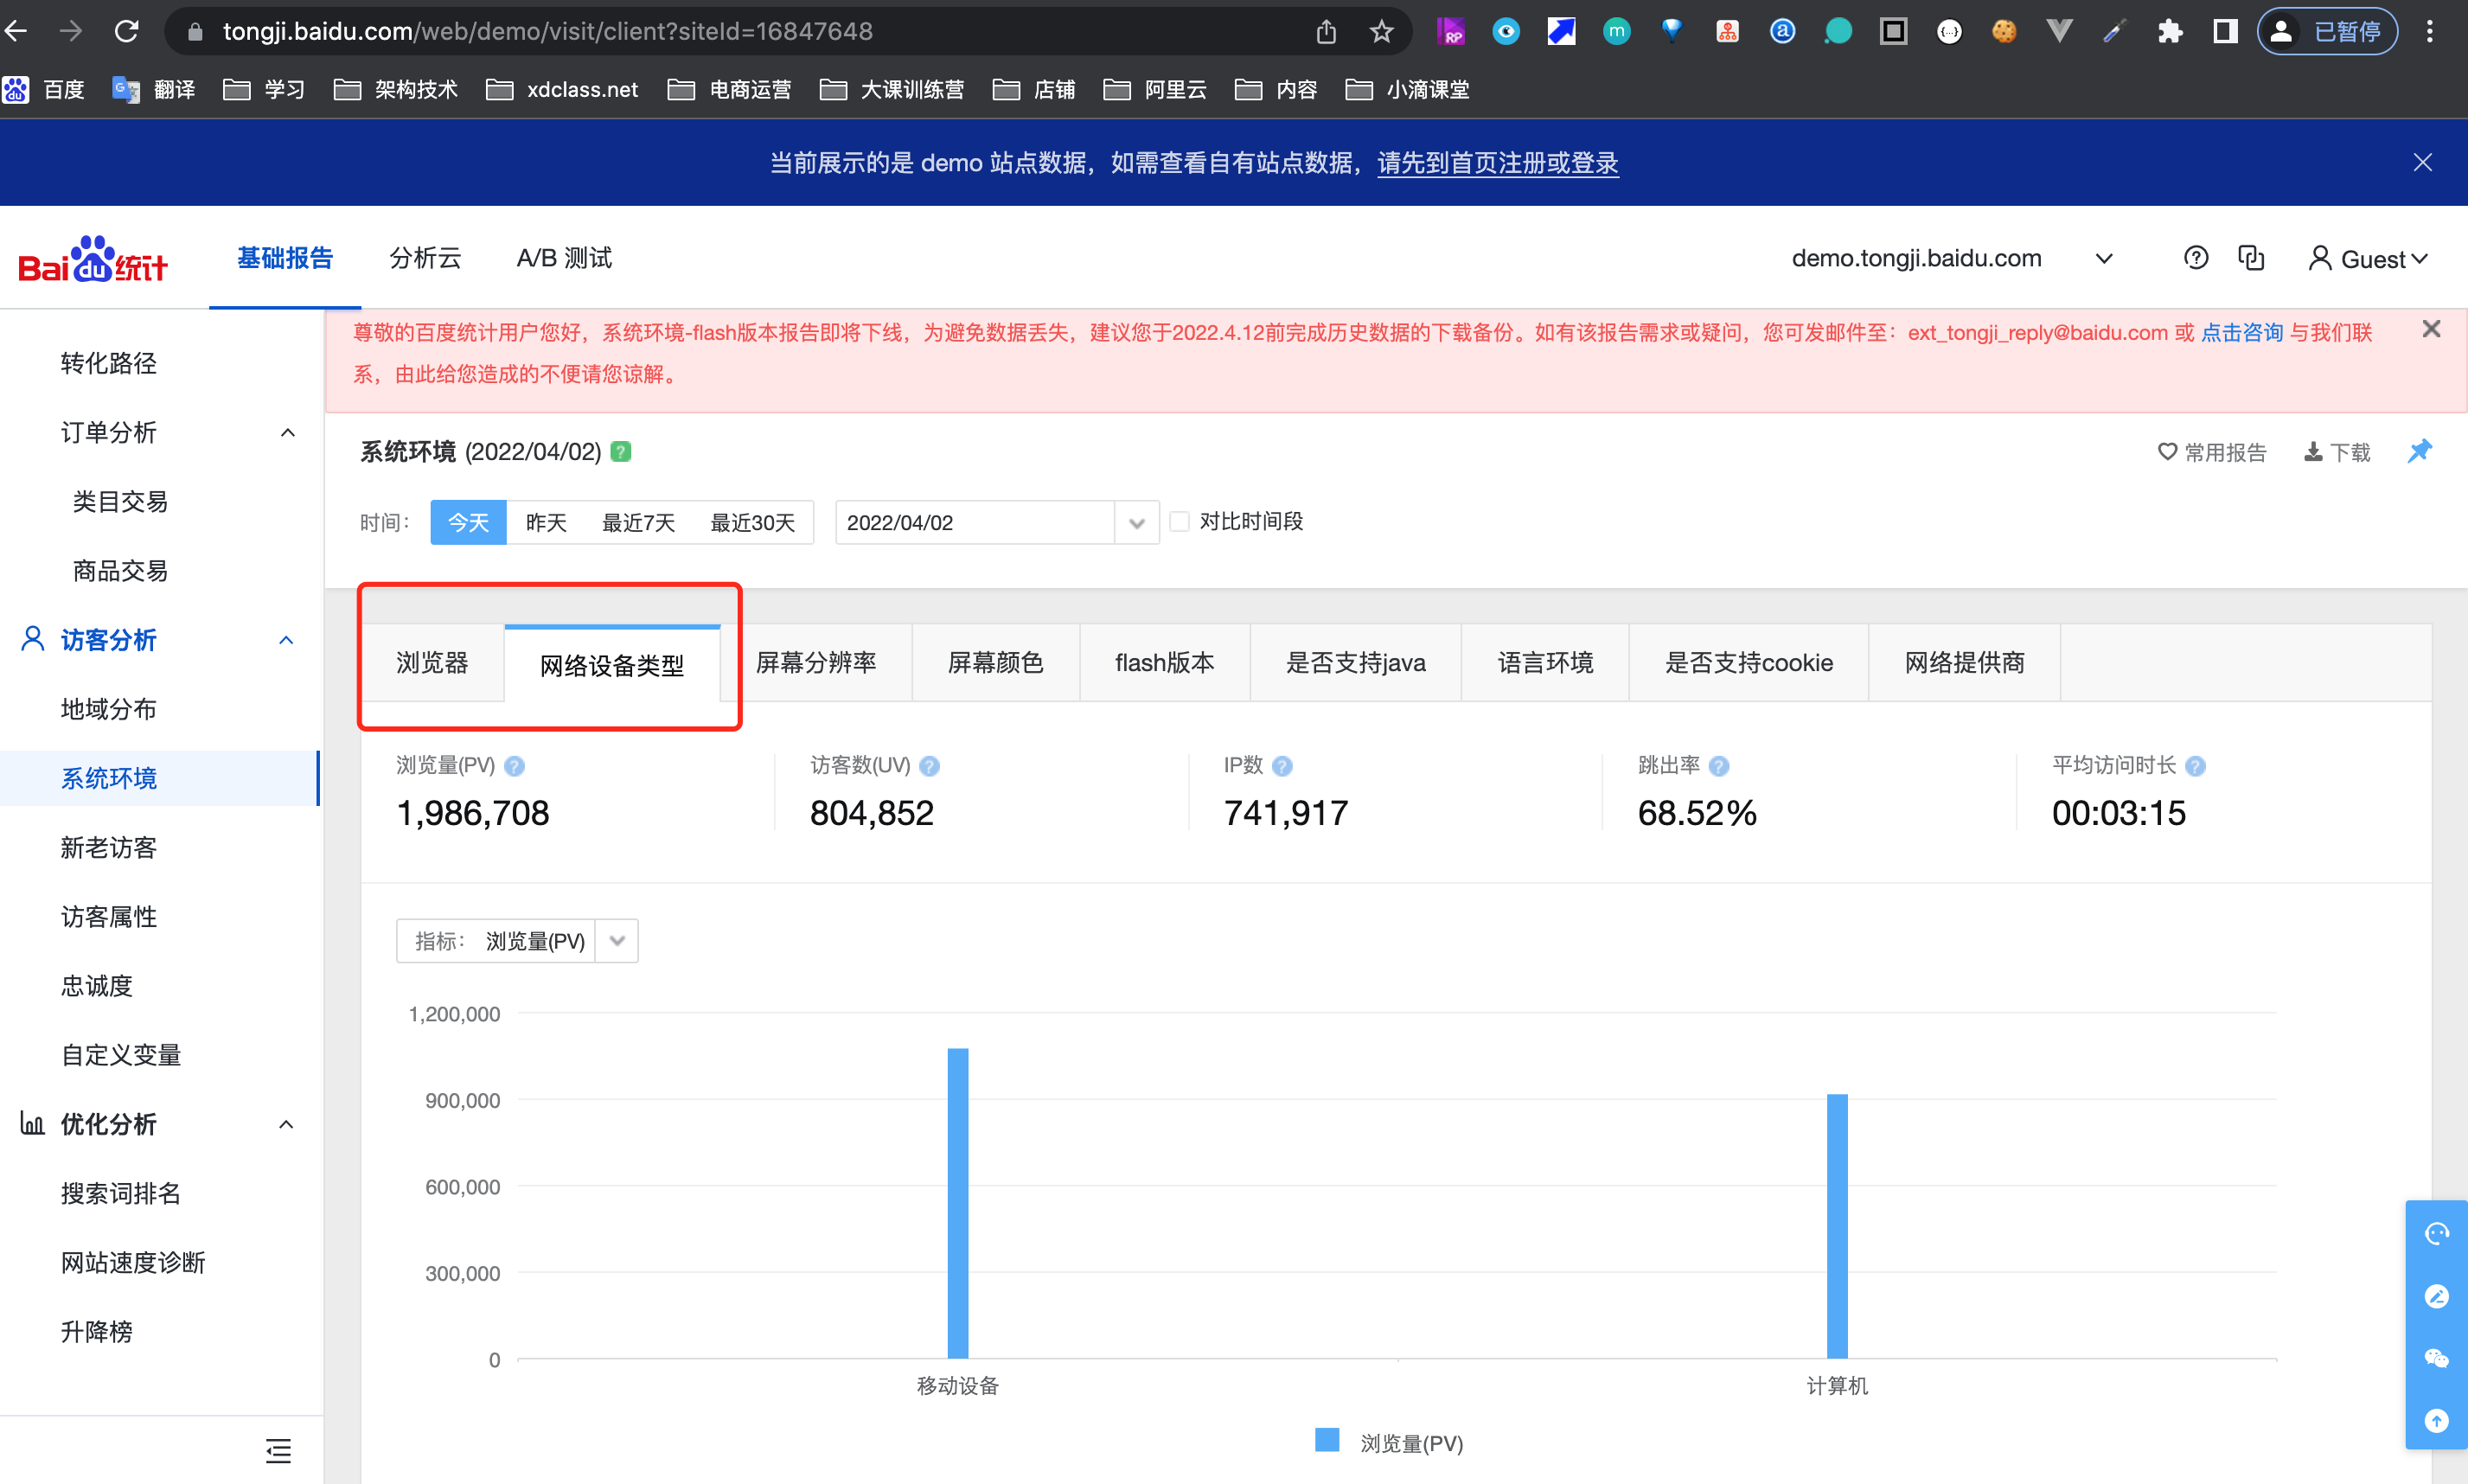 tongji.baidu.com/web/demo/visit/client?siteId=16847648
已暂停
百度 翻译 学习 架构技术 xdclass.net 电商运营 大课训练营 店铺 阿里云 内容 小滴课堂
当前展示的是 demo 站点数据，如需查看自有站点数据，请先到首页注册或登录
Bai du 统计 基础报告 分析云 A/B 测试 demo.tongji.baidu.com Guest
尊敬的百度统计用户您好，系统环境-flash版本报告即将下线，为避免数据丢失，建议您于2022.4.12前完成历史数据的下载备份。如有该报告需求或疑问，您可发邮件至：ext_tongji_reply@baidu.com 或 点击咨询 与我们联
系，由此给您造成的不便请您谅解。
转化路径
订单分析
类目交易
商品交易
访客分析
地域分布
系统环境
新老访客
访客属性
忠诚度
自定义变量
优化分析
搜索词排名
网站速度诊断
升降榜
系统环境 (2022/04/02) ?
常用报告 下载
时间： 今天 昨天 最近7天 最近30天 2022/04/02 对比时间段
浏览器 网络设备类型 屏幕分辨率 屏幕颜色 flash版本 是否支持java 语言环境 是否支持cookie 网络提供商
浏览量(PV) ? 访客数(UV) ? IP数 ? 跳出率 ? 平均访问时长 ?
1,986,708 804,852 741,917 68.52% 00:03:15
指标： 浏览量(PV)
1,200,000
900,000
600,000
300,000
0
移动设备 计算机
浏览量(PV)